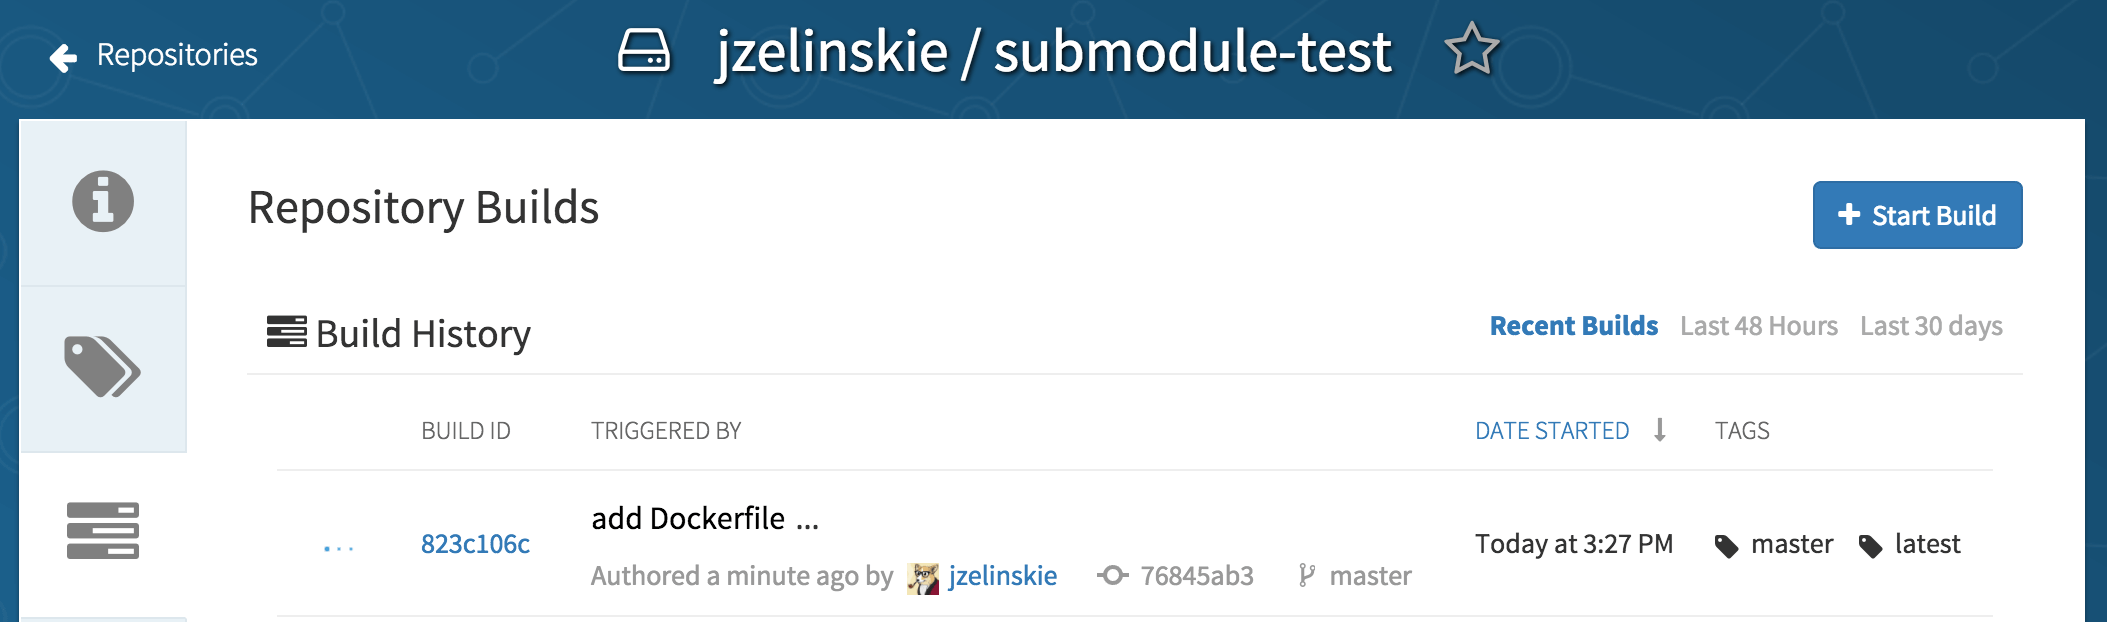 Repositories
jzelinskie / submodule-test
Repository Builds
Start Build
Build History
Recent Builds Last 48 Hours Last 30 days
BUILD ID TRIGGERED BY DATE STARTED TAGS
add Dockerfile ...
823c106c Today at 3:27 PM master latest
Authored a minute ago by jzelinskie 76845ab3 master